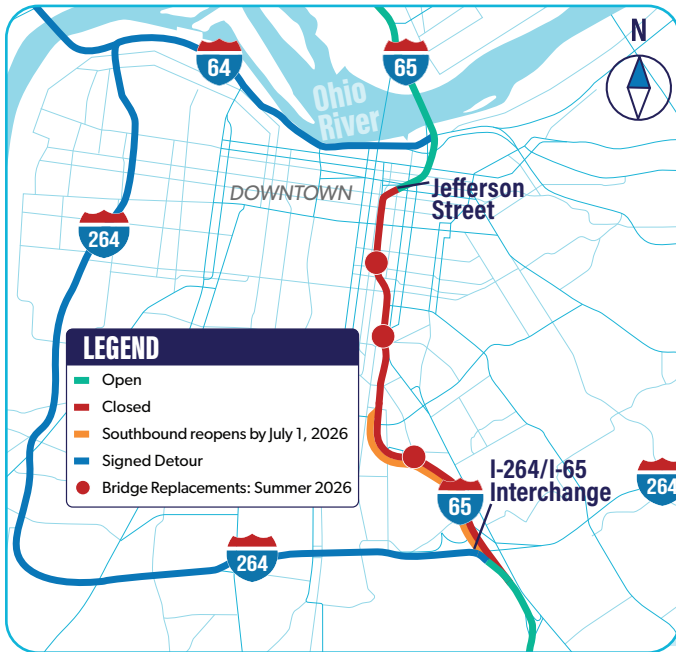 64
65
N
Ohio
River
DOWNTOWN
Jefferson
Street
264
LEGEND
Open
Closed
Southbound reopens by July 1, 2026
Signed Detour
Bridge Replacements: Summer 2026
I-264/I-65
Interchange
264
65
264